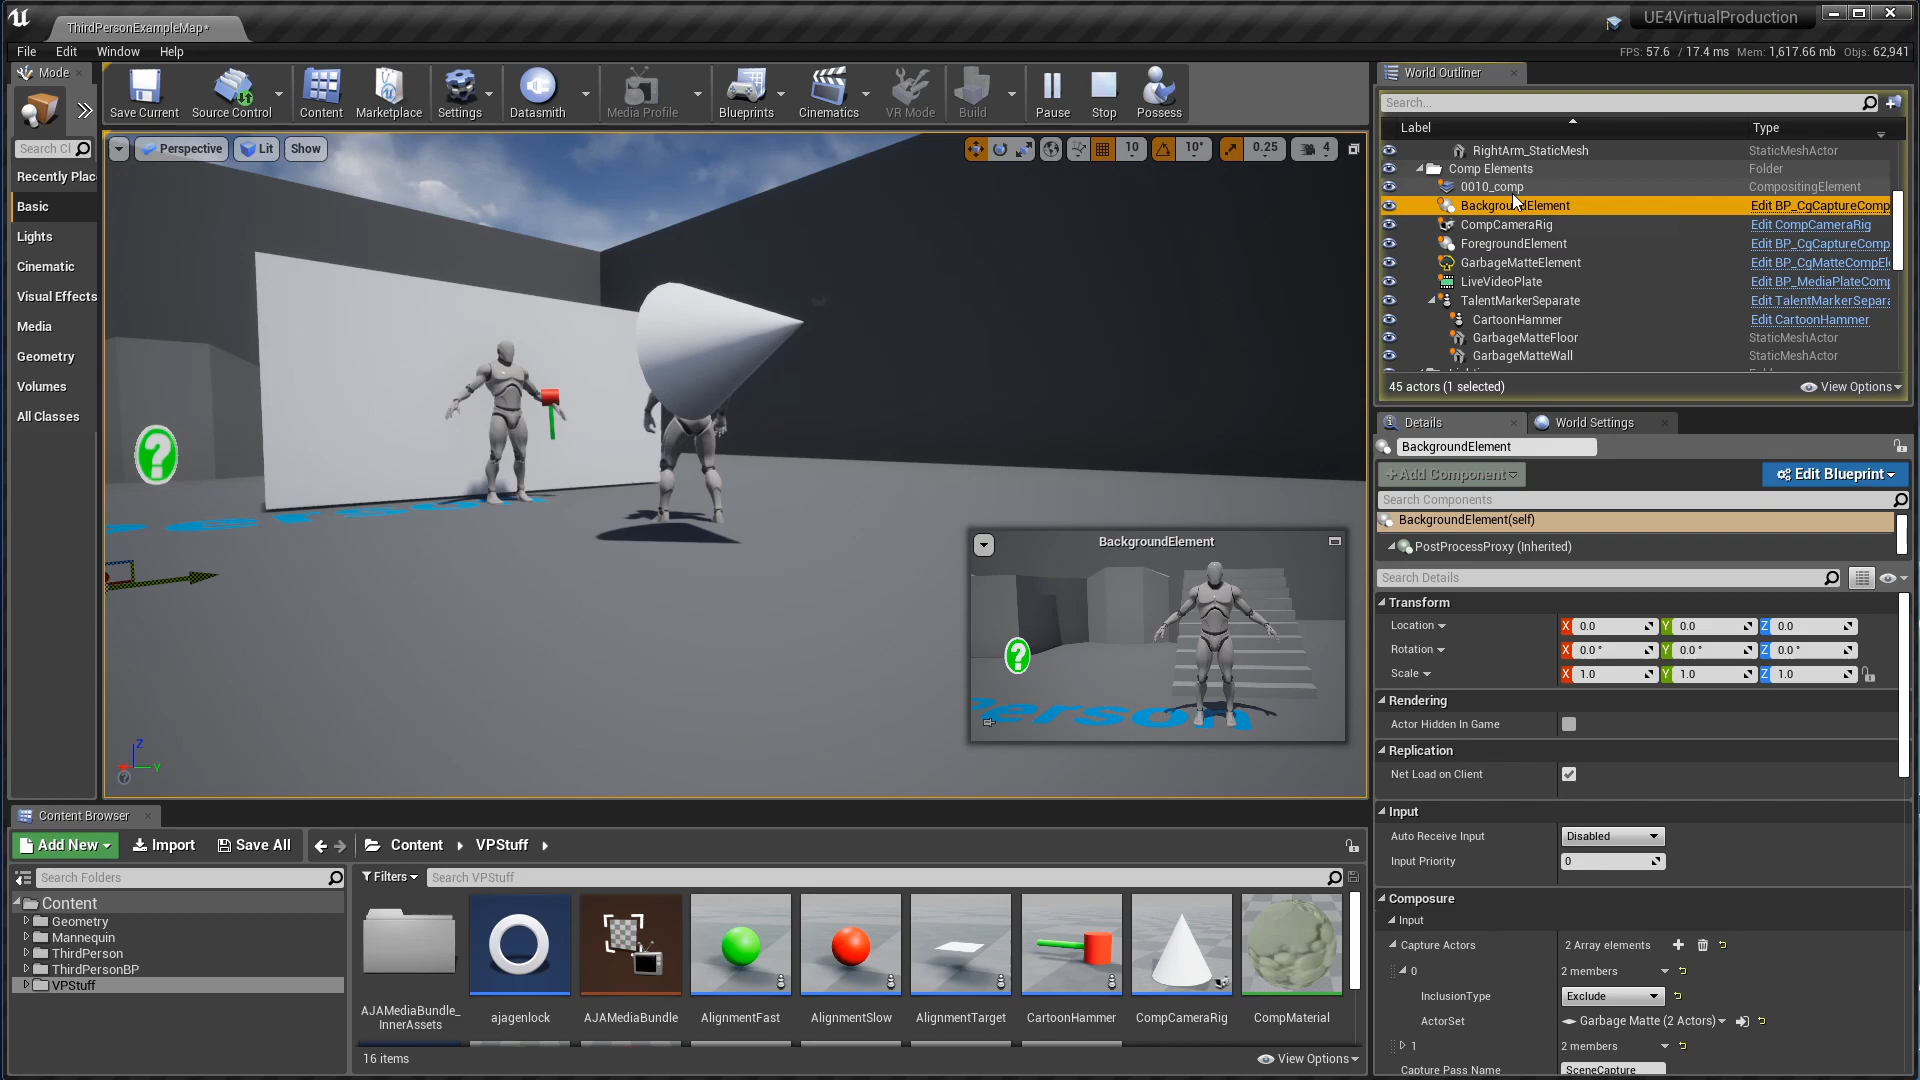 ThirdPersonExampleMap*
UE4VirtualProduction
File Edit Window Help
FPS: 57.6 / 17.4 ms Mem: 1,617.66 mb Objs: 62,941
Mode
Save Current
Source Control
Content
Marketplace
Settings
Datasmith
Media Profile
Blueprints
Cinematics
VR Mode
Build
Pause
Stop
Possess
Search Cl
Recently Plac
Basic
Lights
Cinematic
Visual Effects
Media
Geometry
Volumes
All Classes
Perspective Lit Show
10 10° 0.25 4
BackgroundElement
Z
Y
World Outliner
Search...
Label Type
RightArm_StaticMesh StaticMeshActor
Comp Elements Folder
0010_comp CompositingElement
BackgroundElement Edit BP_CgCaptureComp
CompCameraRig Edit CompCameraRig
ForegroundElement Edit BP_CgCaptureComp
GarbageMatteElement Edit BP_CgMatteCompEl
LiveVideoPlate Edit BP_MediaPlateComp
TalentMarkerSeparate Edit TalentMarkerSepara
CartoonHammer Edit CartoonHammer
GarbageMatteFloor StaticMeshActor
GarbageMatteWall StaticMeshActor
45 actors (1 selected) View Options
Details World Settings
BackgroundElement
+Add Component Edit Blueprint
Search Components
BackgroundElement(self)
PostProcessProxy (Inherited)
Search Details
Transform
Location X 0.0 Y 0.0 Z 0.0
Rotation X 0.0 ° Y 0.0 ° Z 0.0 °
Scale X 1.0 Y 1.0 Z 1.0
Rendering
Actor Hidden In Game
Replication
Net Load on Client
Input
Auto Receive Input Disabled
Input Priority 0
Composure
Input
Capture Actors 2 Array elements
0 2 members
InclusionType Exclude
ActorSet Garbage Matte (2 Actors)
1 2 members
Capture Pass Name SceneCapture
Content Browser
Add New Import Save All Content VPStuff
Search Folders
Filters Search VPStuff
Content
Geometry
Mannequin
ThirdPerson
ThirdPersonBP
VPStuff
AJAMediaBundle_
InnerAssets
ajagenlock
AJAMediaBundle
AlignmentFast
AlignmentSlow
AlignmentTarget
CartoonHammer
CompCameraRig
CompMaterial
16 items View Options